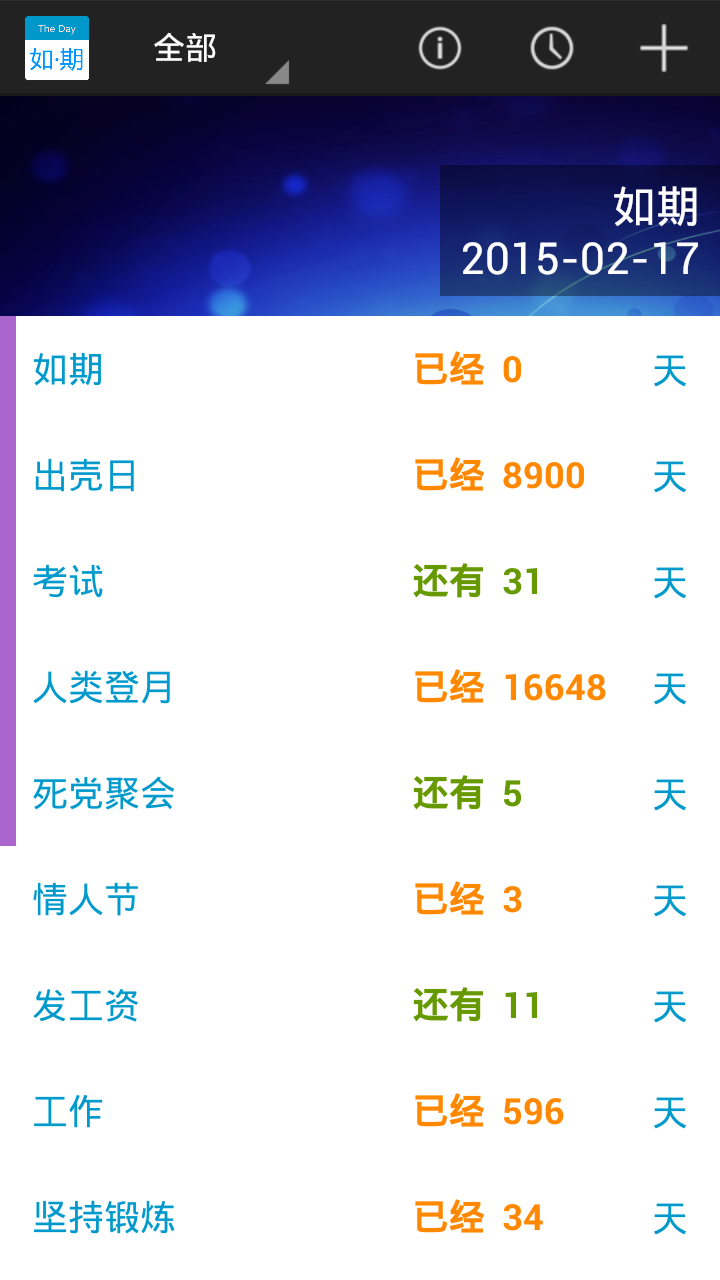 The Day
如·期
全部
如期
2015-02-17
如期 已经 0 天
出壳日 已经 8900 天
考试 还有 31 天
人类登月 已经 16648 天
死党聚会 还有 5 天
情人节 已经 3 天
发工资 还有 11 天
工作 已经 596 天
坚持锻炼 已经 34 天